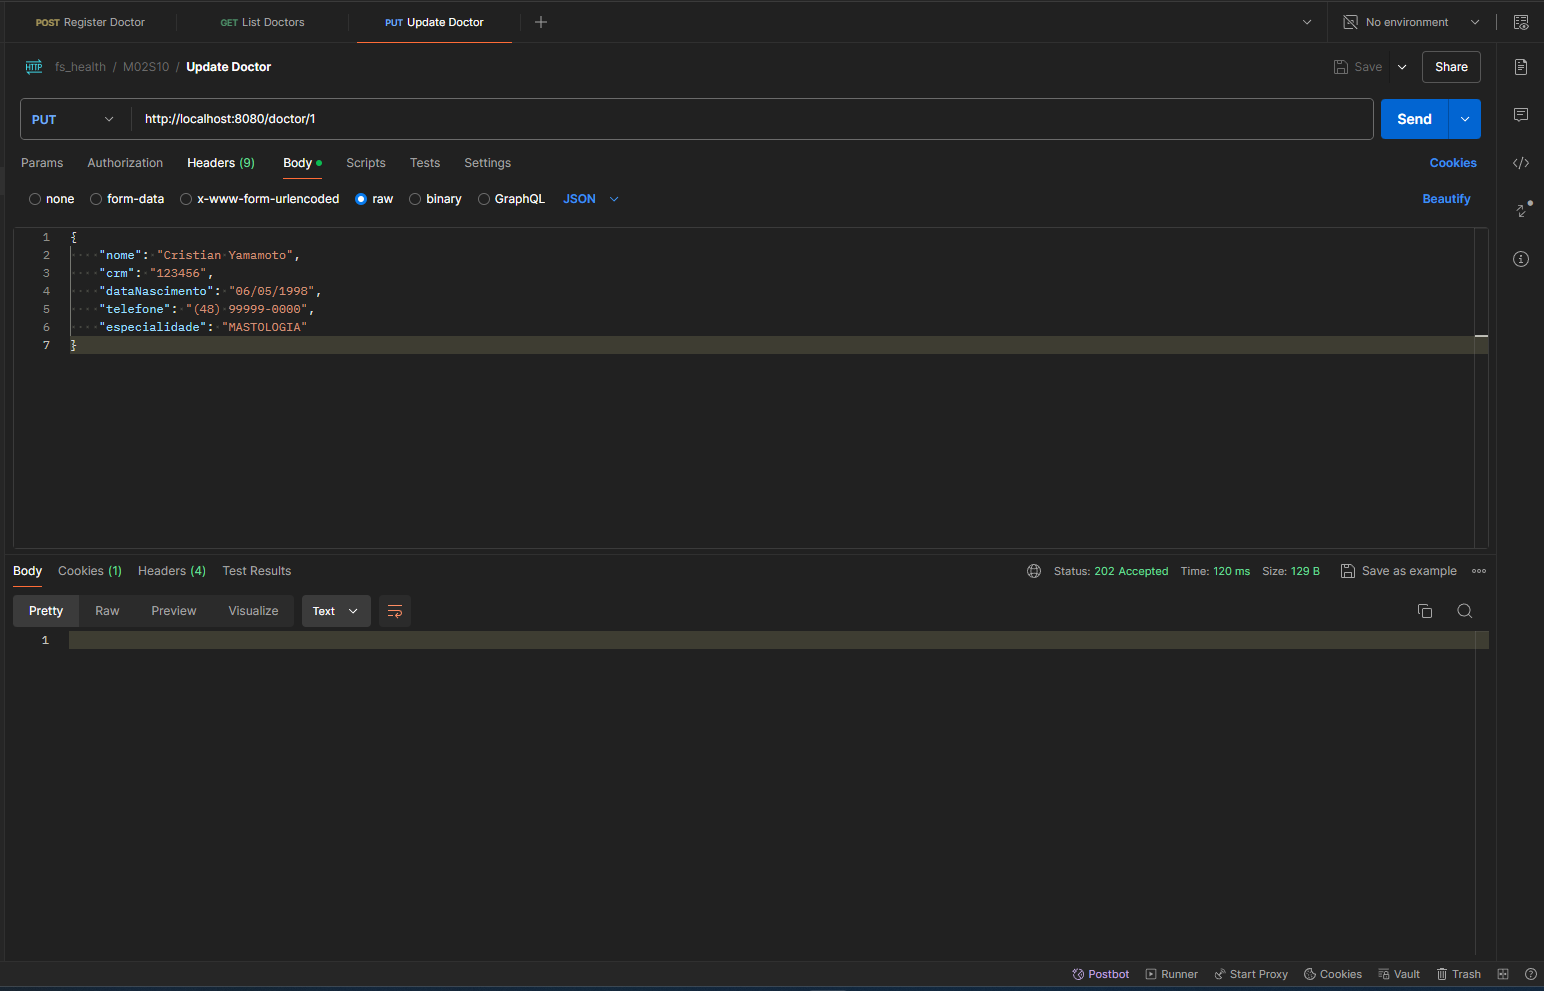 POST Register Doctor GET List Doctors PUT Update Doctor No environment
HTTP fs_health / M02S10 / Update Doctor Save Share
PUT http://localhost:8080/doctor/1 Send
Params Authorization Headers (9) Body Scripts Tests Settings Cookies
none form-data x-www-form-urlencoded raw binary GraphQL JSON Beautify
1 {
2 "nome": "Cristian Yamamoto",
3 "crm": "123456",
4 "dataNascimento": "06/05/1998",
5 "telefone": "(48) 99999-0000",
6 "especialidade": "MASTOLOGIA"
7 }
Body Cookies (1) Headers (4) Test Results Status: 202 Accepted Time: 120 ms Size: 129 B Save as example
Pretty Raw Preview Visualize Text
1
Postbot Runner Start Proxy Cookies Vault Trash